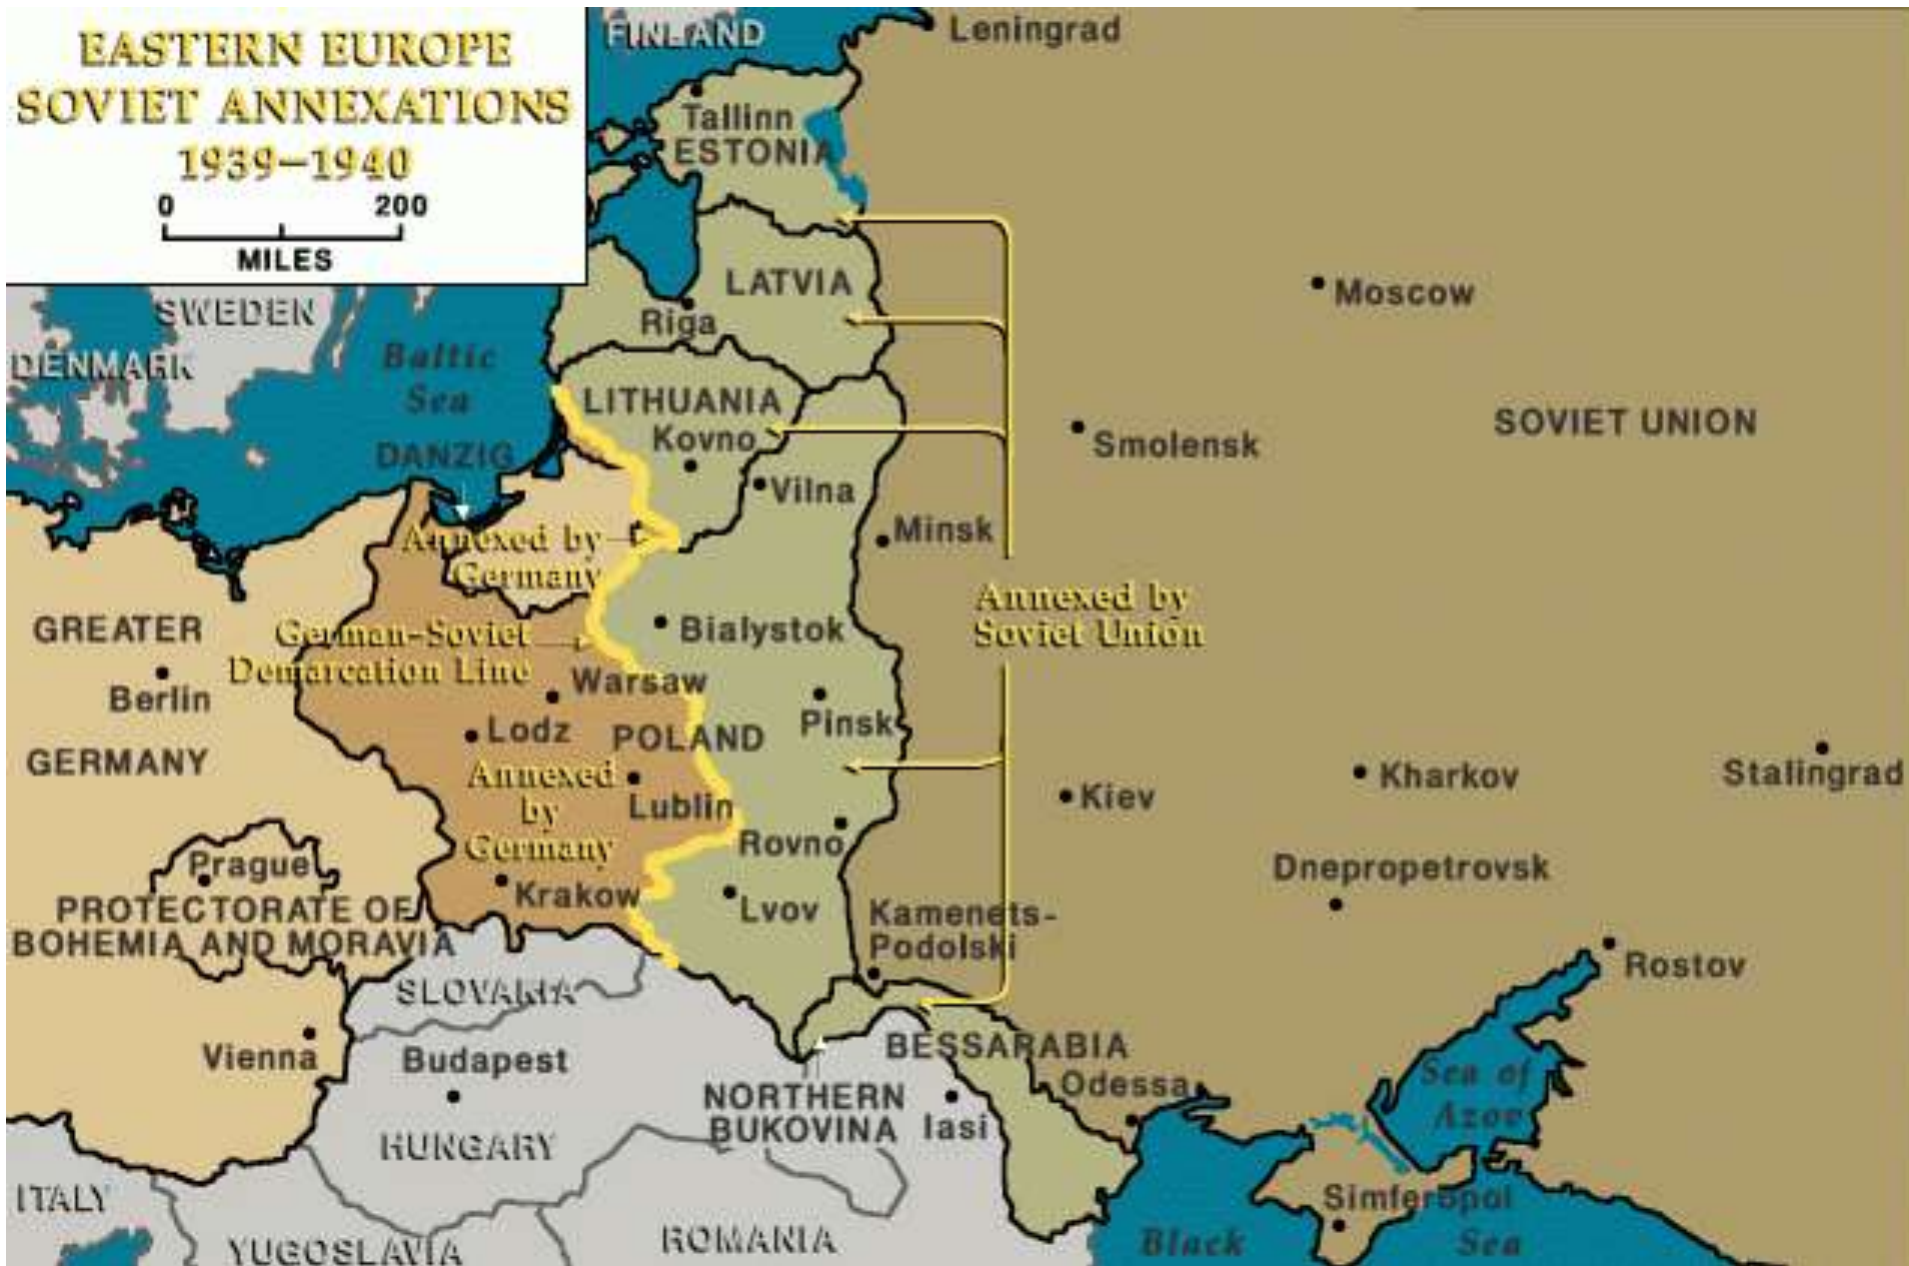 EASTERN EUROPE
SOVIET ANNEXATIONS
1939–1940
0 200
MILES
FINLAND
Leningrad
Tallinn
ESTONIA
SWEDEN
LATVIA
Moscow
Riga
DENMARK
Baltic
Sea
LITHUANIA
Kovno
SOVIET UNION
Smolensk
DANZIG
Vilna
Minsk
Annexed by
Germany
Annexed by
Soviet Union
GREATER
German-Soviet
Demarcation Line
Bialystok
Berlin
Warsaw
Pinsk
Lodz
POLAND
GERMANY
Annexed
by
Germany
Lublin
Kiev
Kharkov
Stalingrad
Rovno
Prague
Dnepropetrovsk
Krakow
Lvov
PROTECTORATE OF
BOHEMIA AND MORAVIA
Kamenets-
Podolski
Rostov
SLOVAKIA
Vienna
Budapest
BESSARABIA
Odessa
Sea of
Azov
NORTHERN
BUKOVINA
Iasi
HUNGARY
ITALY
Simferopol
YUGOSLAVIA
ROMANIA
Black
Sea